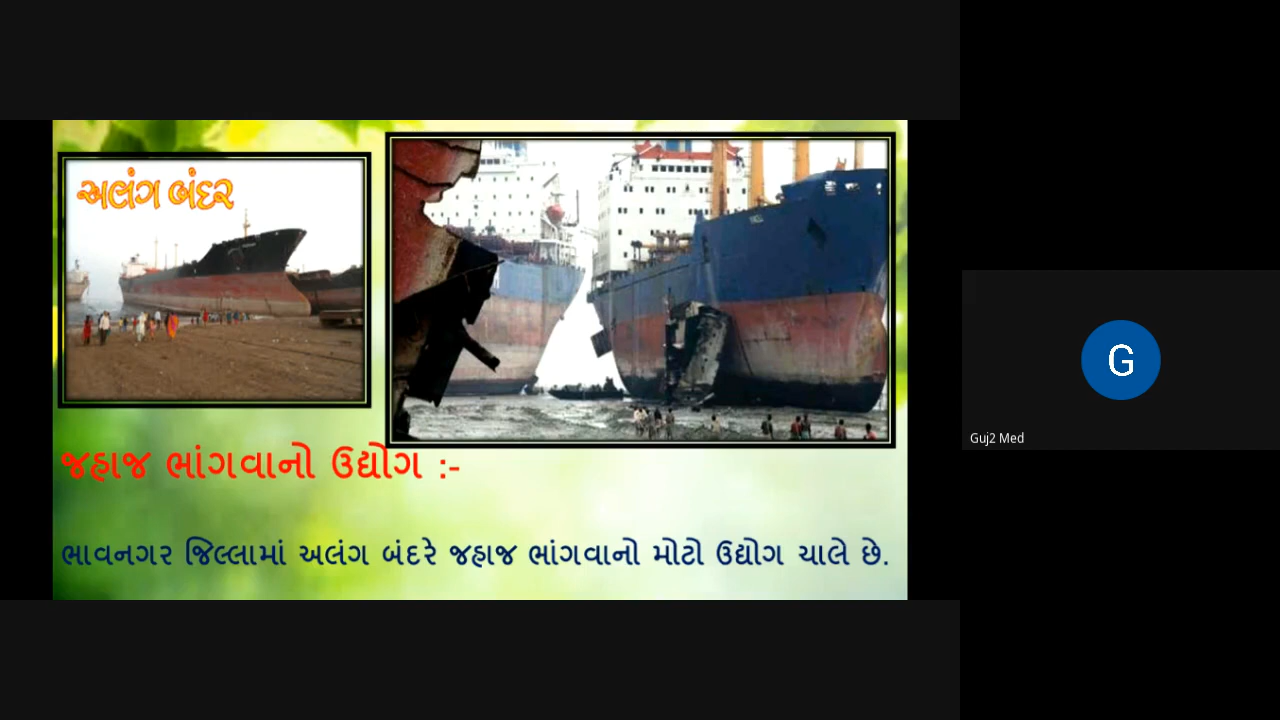 અલંગ બંદર
જહાજ ભાંગવાનો ઉદ્યોગ :-
ભાવનગર જિલ્લામાં અલંગ બંદરે જહાજ ભાંગવાનો મોટો ઉદ્યોગ ચાલે છે.
G
Guj2 Med